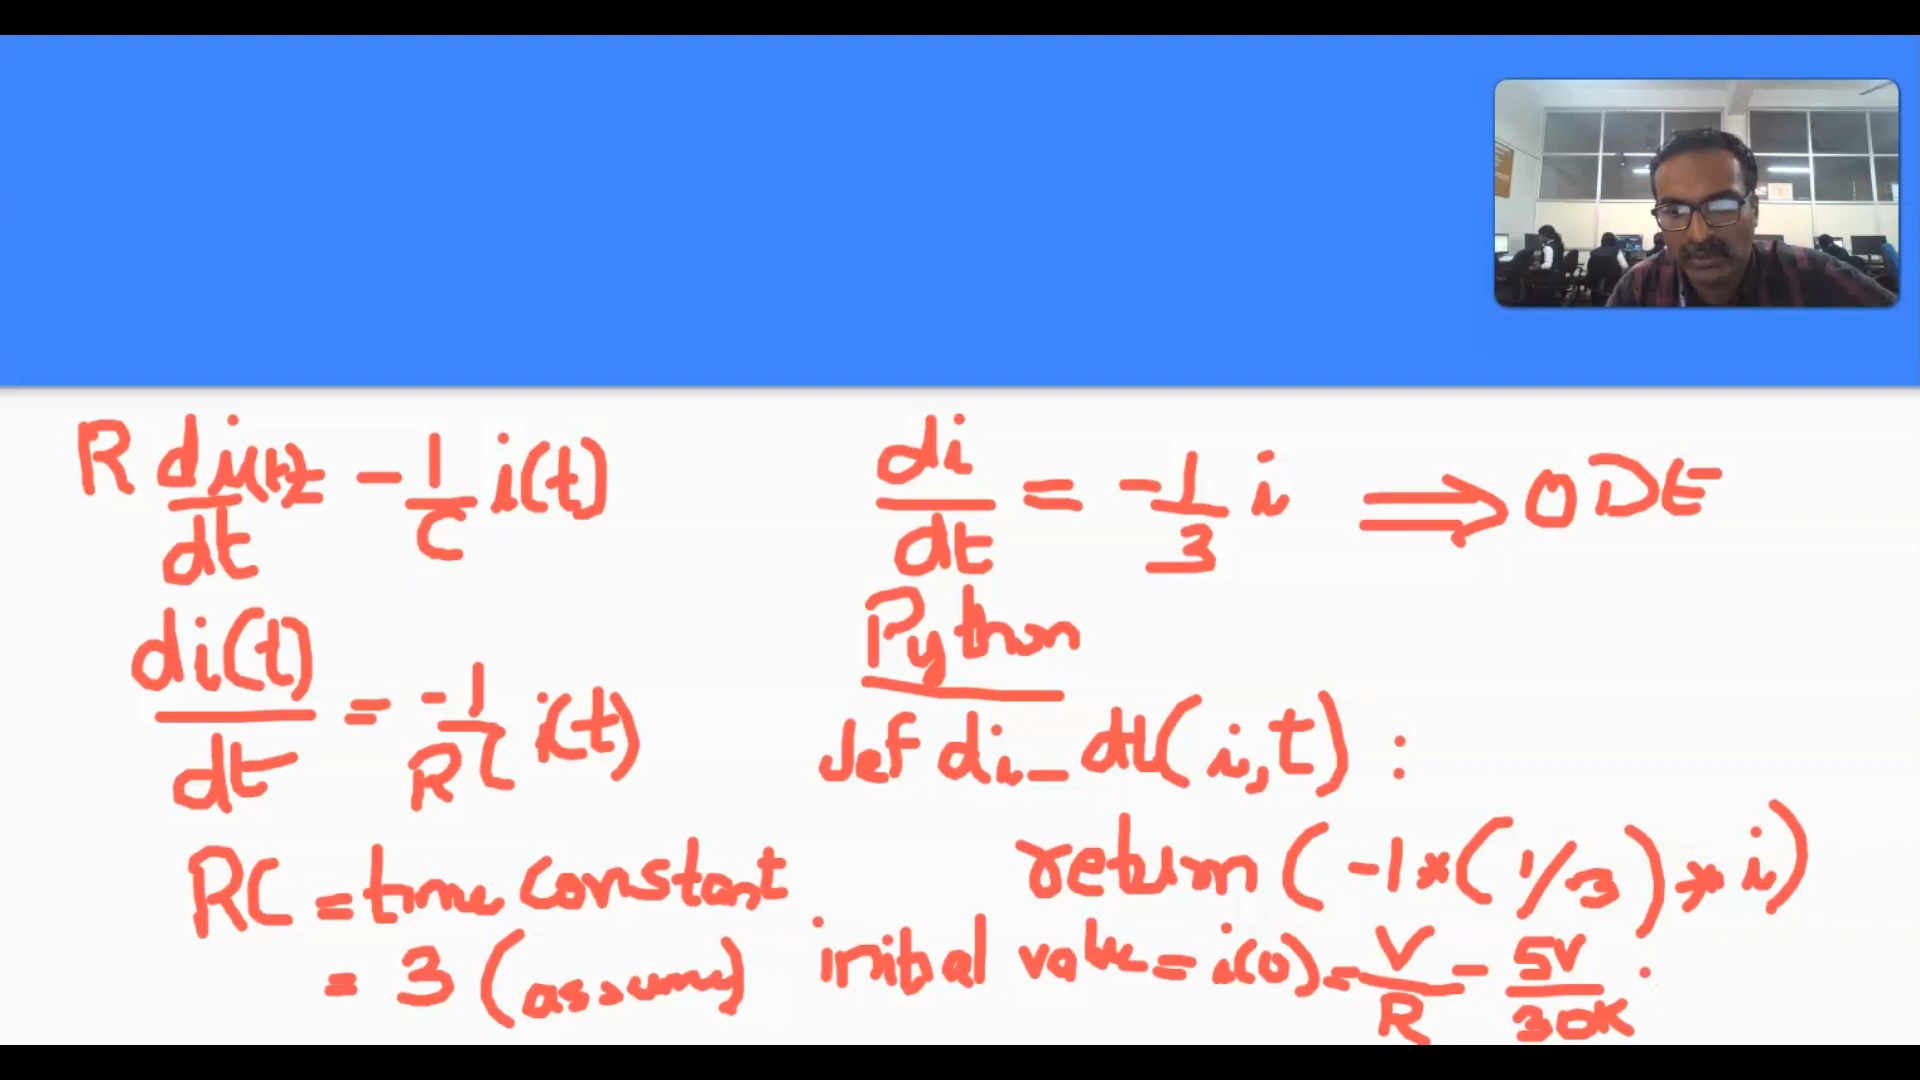 R di(t)/dt = -1/C i(t)
di(t)/dt = -1/RC i(t)
RC = time constant
= 3 (assume)
di/dt = -1/3 i ⟹ ODE
Python
def di_dt(i,t) :
return (-1*(1/3)*i)
initial value = i(0) = V/R = 5V/30K